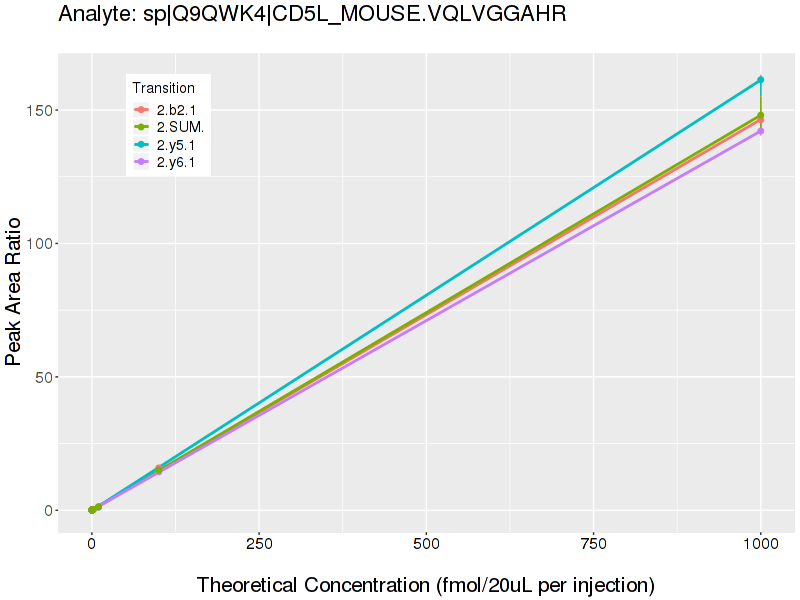 Analyte: sp|Q9QWK4|CD5L_MOUSE.VQLVGGAHR
Transition
2.b2.1
2.SUM.
2.y5.1
2.y6.1
150
100
50
0
Peak Area Ratio
0 250 500 750 1000
Theoretical Concentration (fmol/20uL per injection)